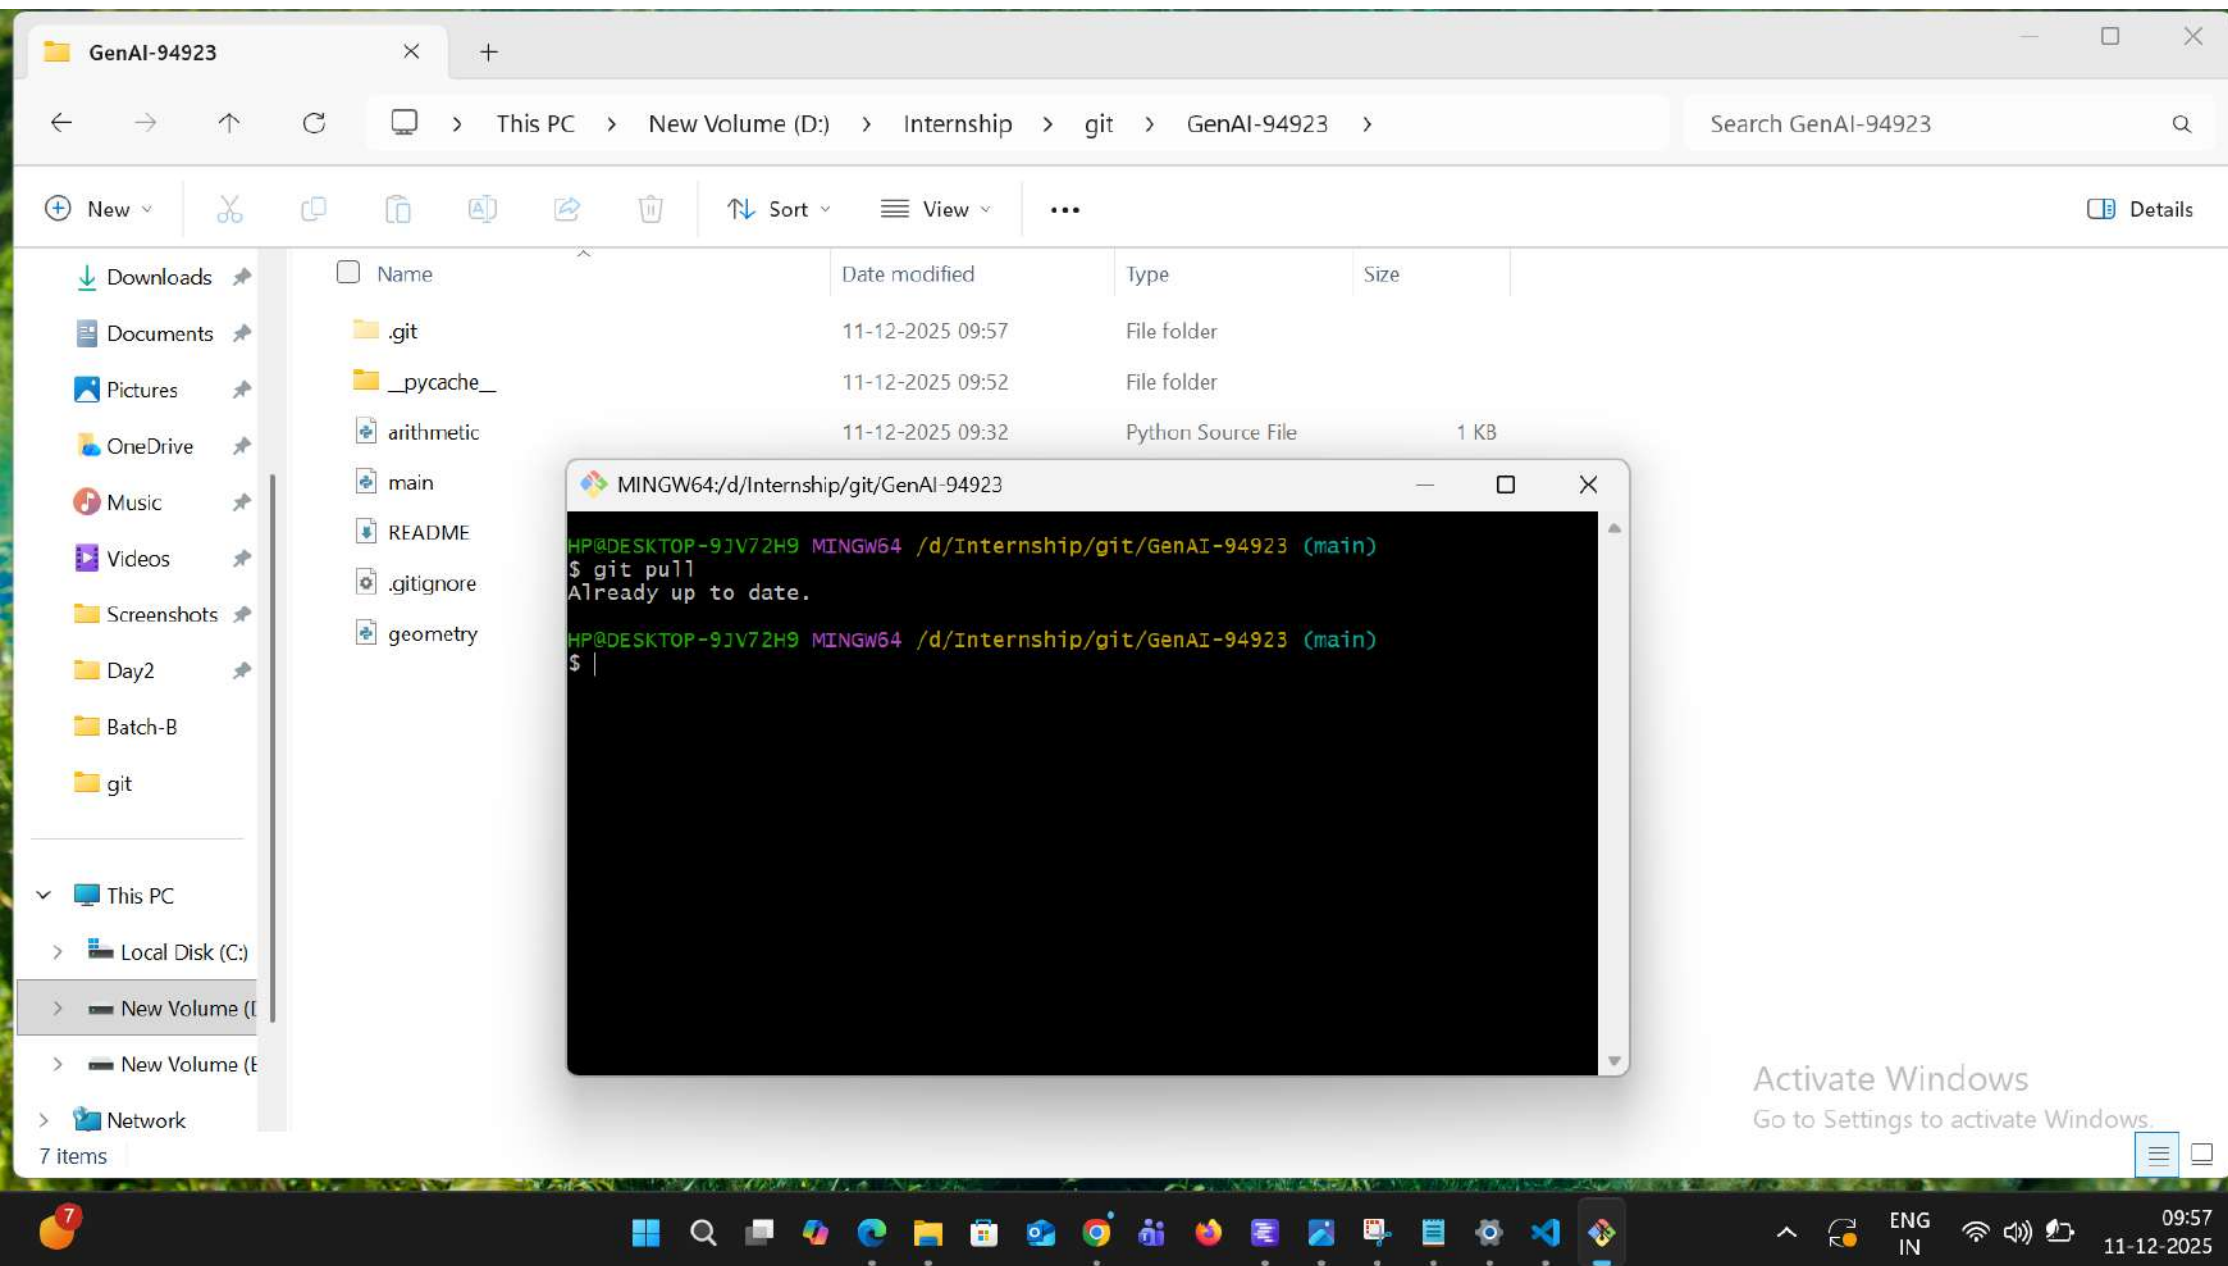 GenAI-94923
This PC > New Volume (D:) > Internship > git > GenAI-94923 >
Search GenAI-94923
New
Sort
View
Details
Downloads
Documents
Pictures
OneDrive
Music
Videos
Screenshots
Day2
Batch-B
git
This PC
Local Disk (C:)
New Volume (
New Volume (E
Network
7 items
Name Date modified Type Size
.git 11-12-2025 09:57 File folder
__pycache__ 11-12-2025 09:52 File folder
arithmetic 11-12-2025 09:32 Python Source File 1 KB
main
README
.gitignore
geometry
MINGW64:/d/Internship/git/GenAI-94923
HP@DESKTOP-9JV72H9 MINGW64 /d/Internship/git/GenAI-94923 (main)
$ git pull
Already up to date.
HP@DESKTOP-9JV72H9 MINGW64 /d/Internship/git/GenAI-94923 (main)
$
Activate Windows
Go to Settings to activate Windows.
7
ENG
IN
09:57
11-12-2025